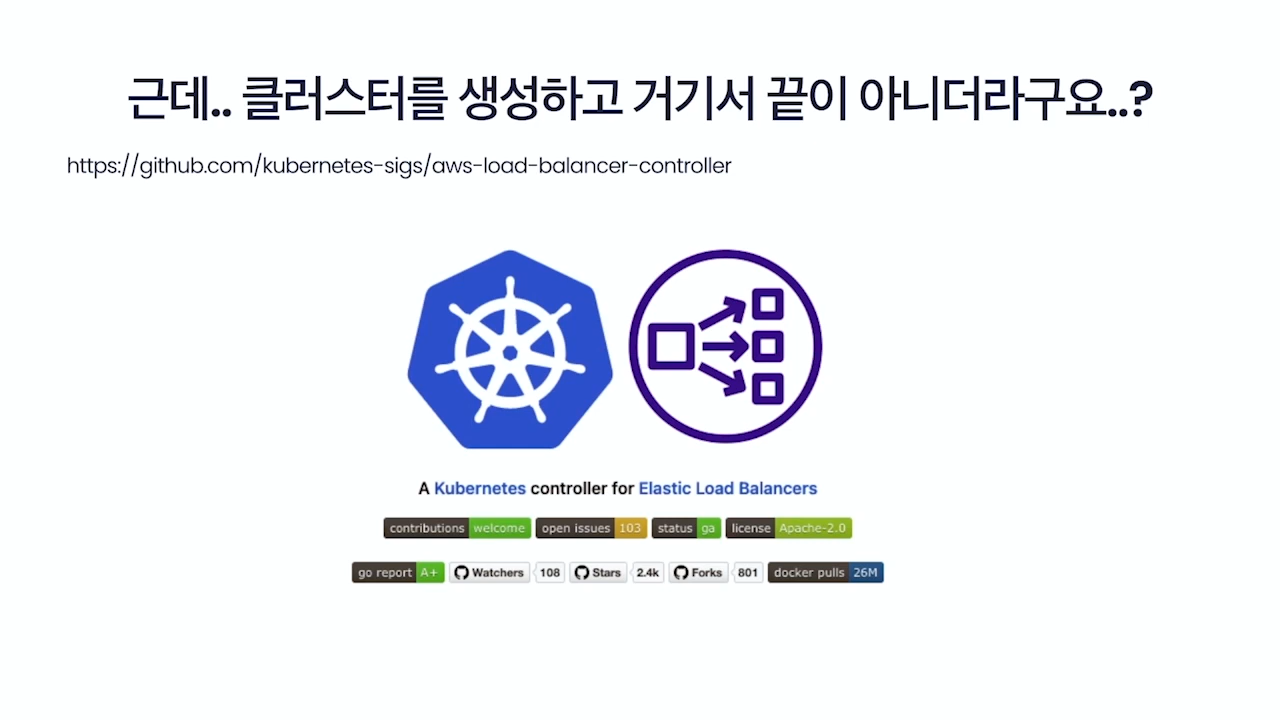 근데.. 클러스터를 생성하고 거기서 끝이 아니더라구요..?
https://github.com/kubernetes-sigs/aws-load-balancer-controller
A Kubernetes controller for Elastic Load Balancers
contributions welcome open issues 103 status ga license Apache-2.0
go report A+ Watchers 108 Stars 2.4k Forks 801 docker pulls 26M